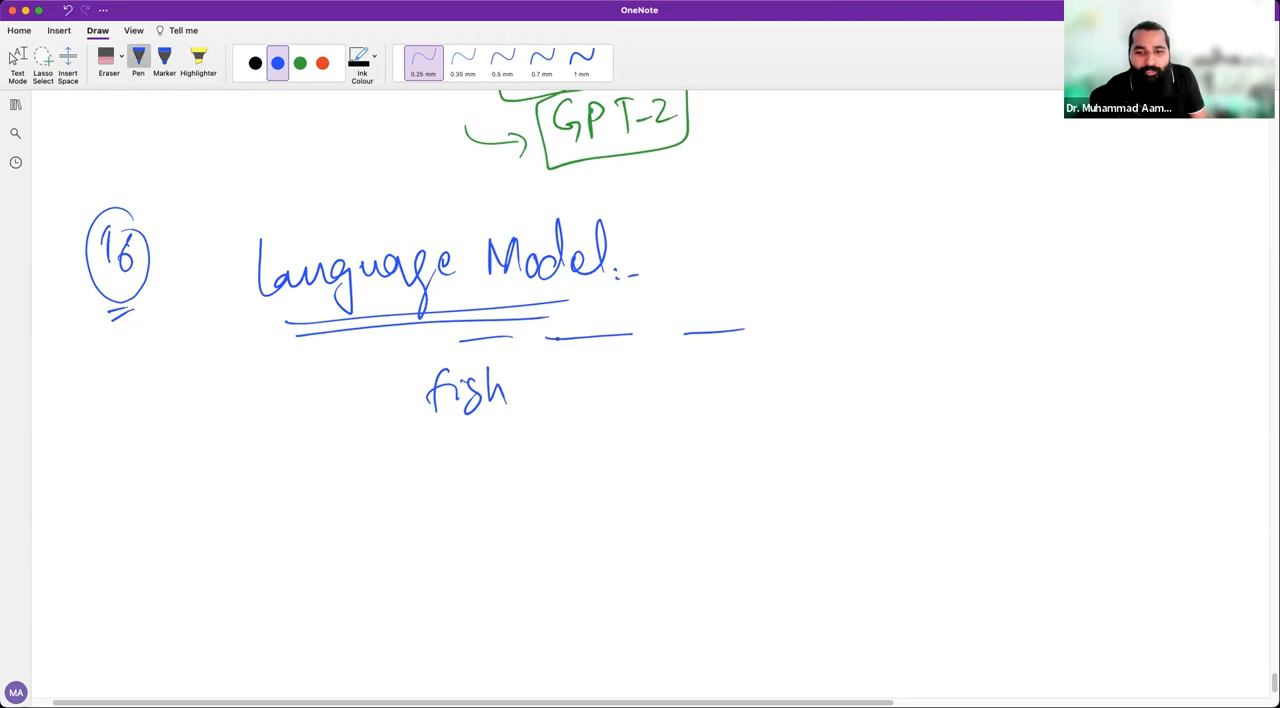 OneNote
Home Insert Draw View Tell me
Text Mode Lasso Select Insert Space Eraser Pen Marker Highlighter Ink Colour 0.25 mm 0.35 mm 0.5 mm 0.7 mm 1 mm
Dr. Muhammad Aam...
GPT-2
16 Language Model:-
fish
MA